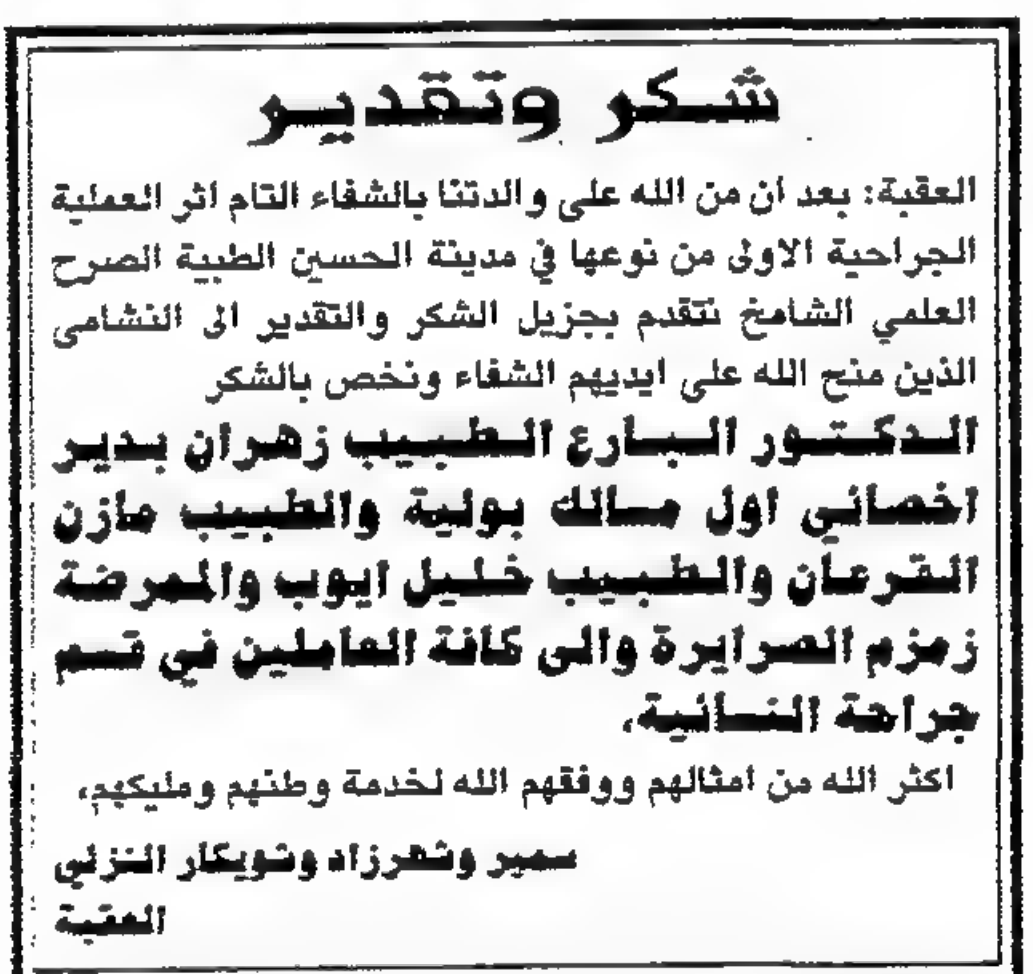 شكر وتقدير
العقبة: بعد ان من الله على والدتنا بالشفاء التام اثر العملية
الجراحية الاولى من نوعها في مدينة الحسين الطبية الصرح
العلمي الشامخ نتقدم بجزيل الشكر والتقدير الى النشامى
الذين منح الله على ايديهم الشفاء ونخص بالشكر
الدكتور البارع الطبيب زهران بدير
اخصائي اول مسالك بولية والطبيب مازن
القرعان والطبيب خليل ايوب والممرضة
زمزم الصرايرة والى كافة العاملين في قسم
جراحة النسائية،
اكثر الله من امثالهم ووفقهم الله لخدمة وطنهم ومليكهم،
سمير وشهرزاد وشويكار النزلي
العقبة